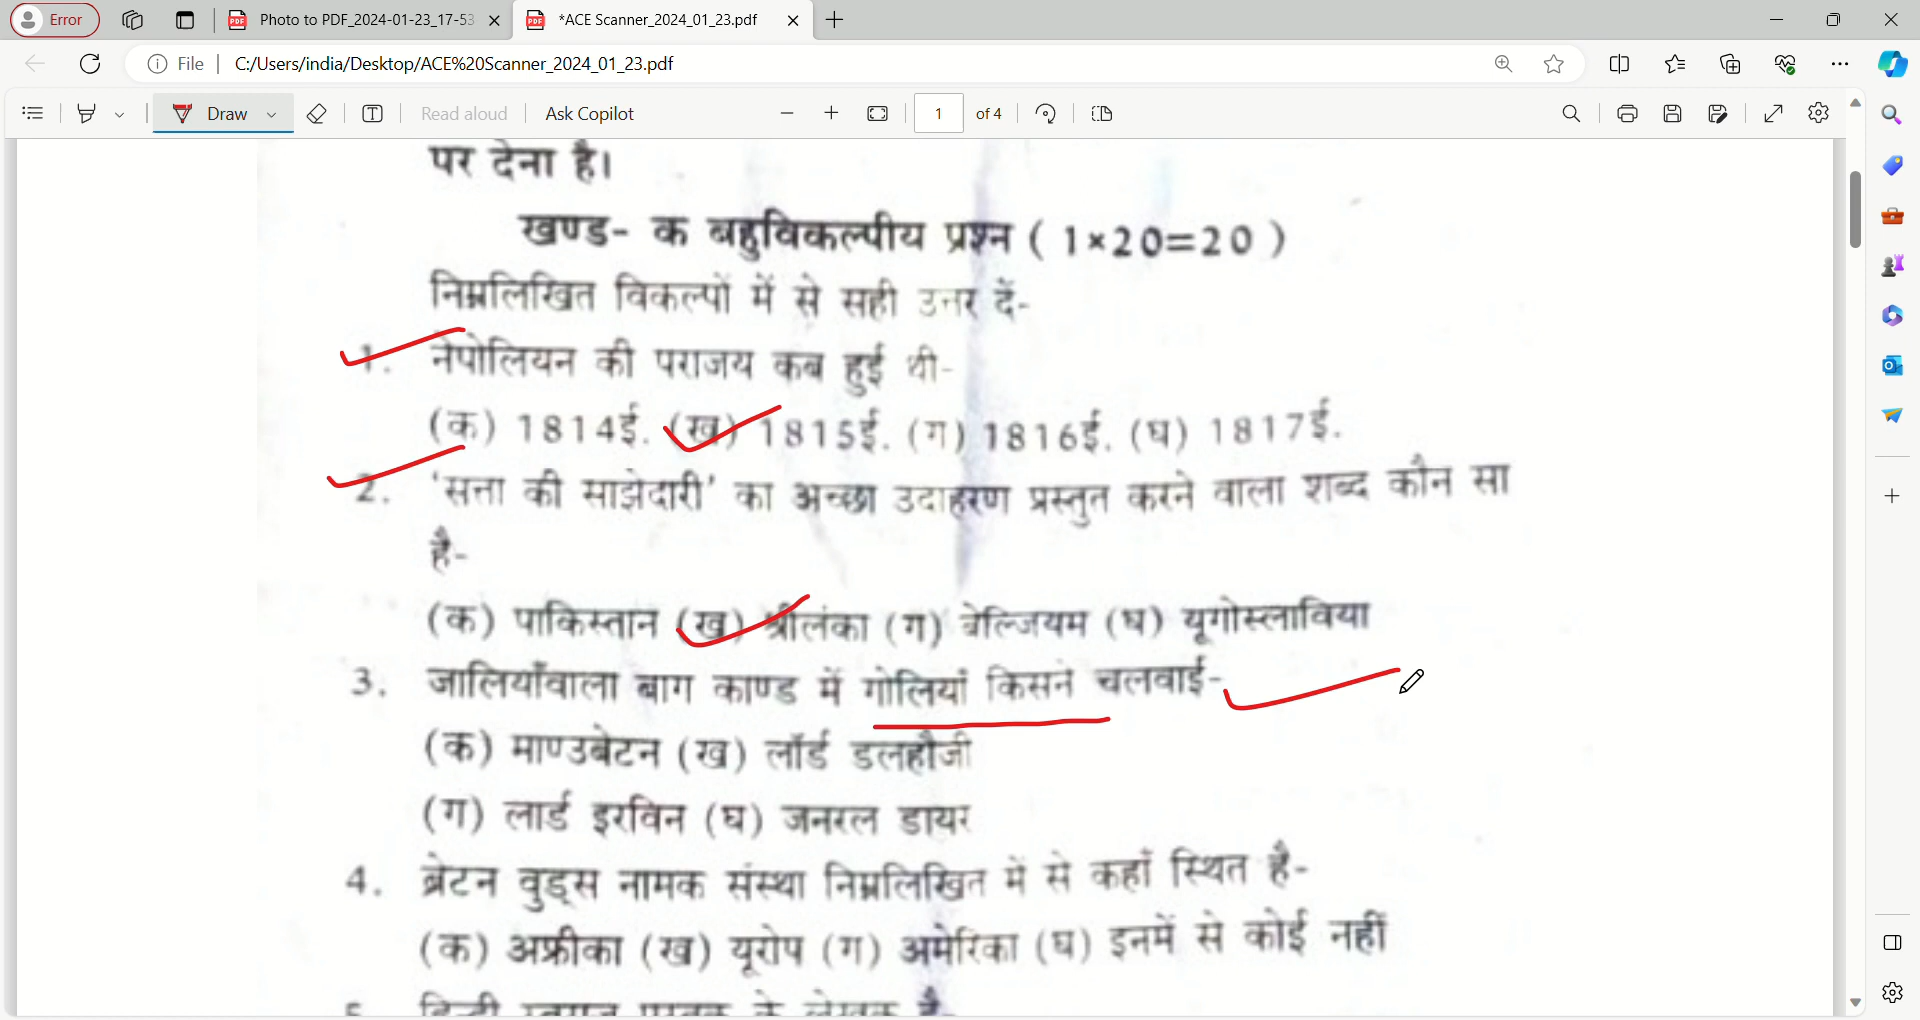 Error
Photo to PDF_2024-01-23_17-53
*ACE Scanner_2024_01_23.pdf
File
C:/Users/india/Desktop/ACE%20Scanner_2024_01_23.pdf
Draw
Read aloud
Ask Copilot
1 of 4
पर देना है।
खण्ड- क बहुविकल्पीय प्रश्न ( 1×20=20 )
निम्नलिखित विकल्पों में से सही उत्तर दें-
1. नेपोलियन की पराजय कब हुई थी-
(क) 1814ई. (ख) 1815ई. (ग) 1816ई. (घ) 1817ई.
2. 'सत्ता की साझेदारी' का अच्छा उदाहरण प्रस्तुत करने वाला शब्द कौन सा
है-
(क) पाकिस्तान (ख) श्रीलंका (ग) बेल्जियम (घ) यूगोस्लाविया
3. जालियाँवाला बाग काण्ड में गोलियां किसने चलवाई-
(क) माण्उबेटन (ख) लॉर्ड डलहौजी
(ग) लार्ड इरविन (घ) जनरल डायर
4. ब्रेटन वुड्स नामक संस्था निम्नलिखित में से कहाँ स्थित है-
(क) अफ्रीका (ख) यूरोप (ग) अमेरिका (घ) इनमें से कोई नहीं